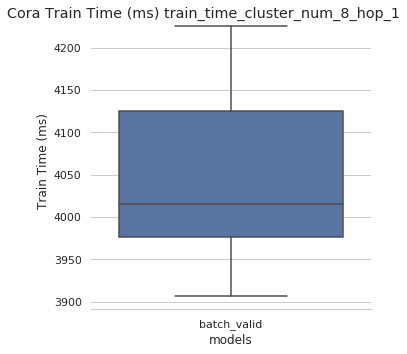 Cora Train Time (ms) train_time_cluster_num_8_hop_1
4200
4150
4100
4050
4000
3950
3900
Train Time (ms)
batch_valid
models